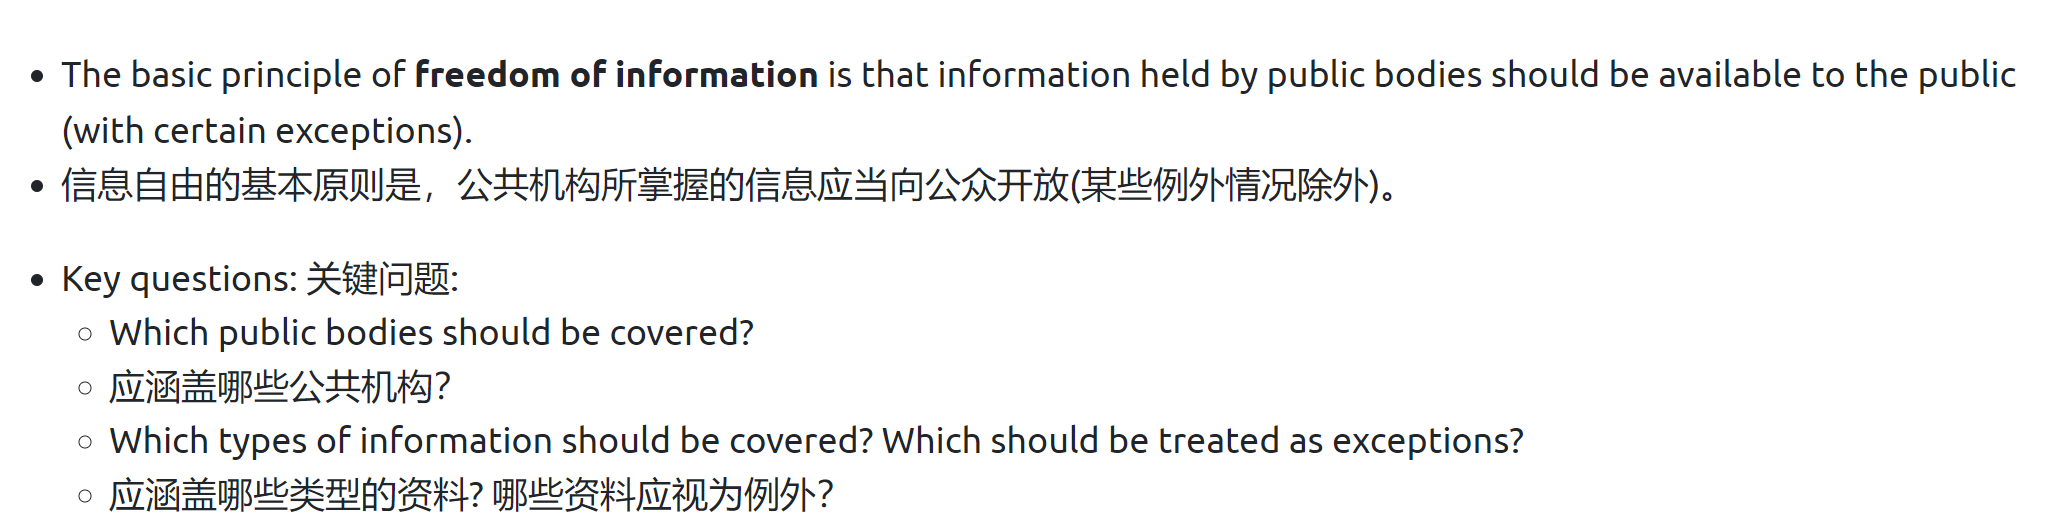 The basic principle of freedom of information is that information held by public bodies should be available to the public
(with certain exceptions).
信息自由的基本原则是，公共机构所掌握的信息应当向公众开放(某些例外情况除外)。
Key questions: 关键问题:
Which public bodies should be covered?
应涵盖哪些公共机构？
Which types of information should be covered? Which should be treated as exceptions?
应涵盖哪些类型的资料? 哪些资料应视为例外？